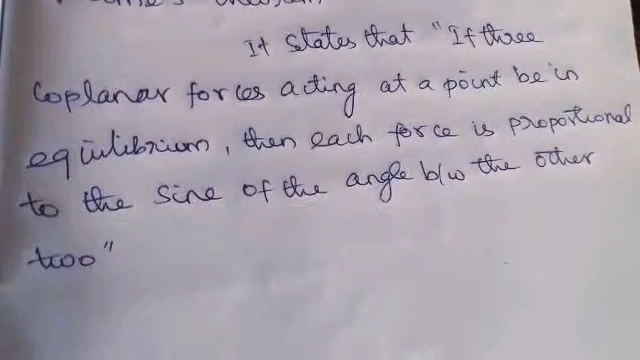 It states that "If three
Coplanar forces acting at a point be in
equilibrium, then each force is proportional
to the sine of the angle b/w the other
two"